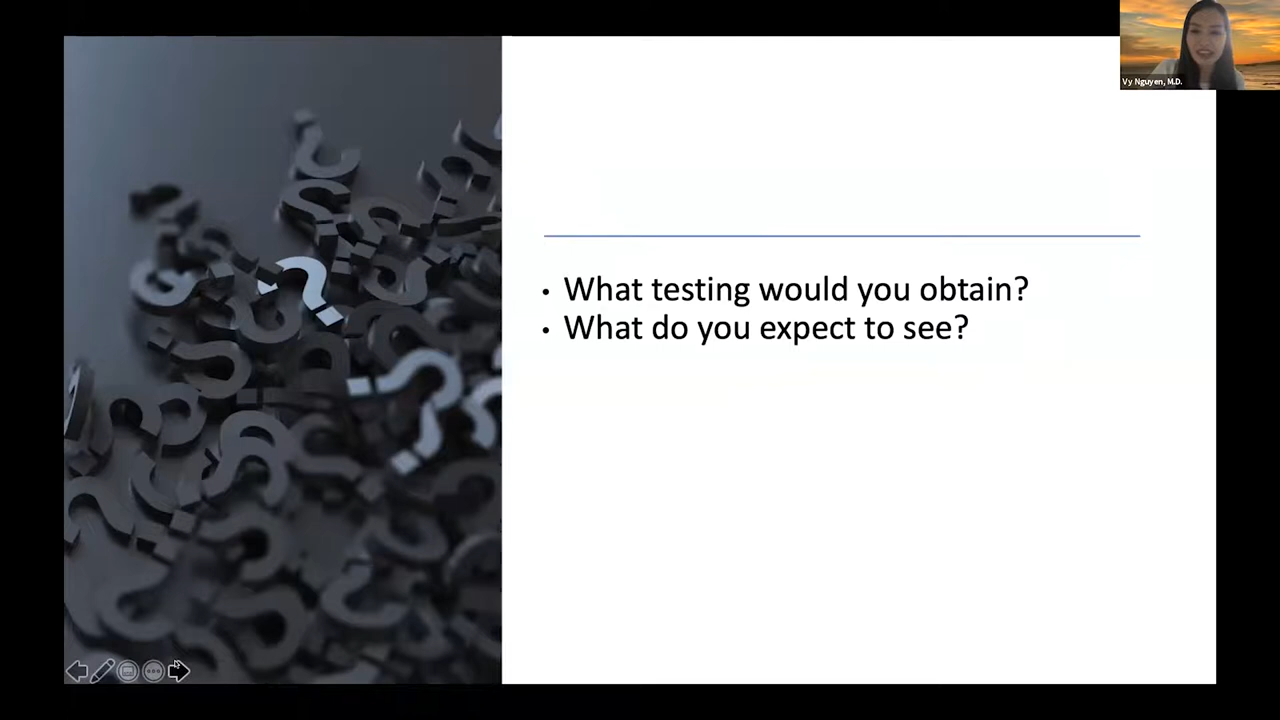 Vy Nguyen, M.D.
• What testing would you obtain?
• What do you expect to see?